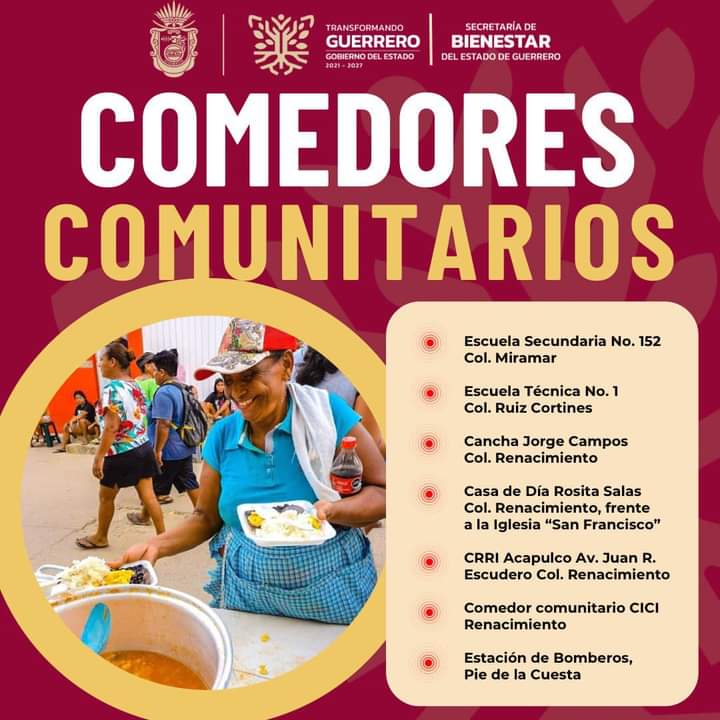 TRANSFORMANDO
GUERRERO
GOBIERNO DEL ESTADO
2021 - 2027
SECRETARÍA DE
BIENESTAR
DEL ESTADO DE GUERRERO
COMEDORES
COMUNITARIOS
Escuela Secundaria No. 152
Col. Miramar
Escuela Técnica No. 1
Col. Ruiz Cortines
Cancha Jorge Campos
Col. Renacimiento
Casa de Día Rosita Salas
Col. Renacimiento, frente
a la Iglesia “San Francisco”
CRRI Acapulco Av. Juan R.
Escudero Col. Renacimiento
Comedor comunitario CICI
Renacimiento
Estación de Bomberos,
Pie de la Cuesta